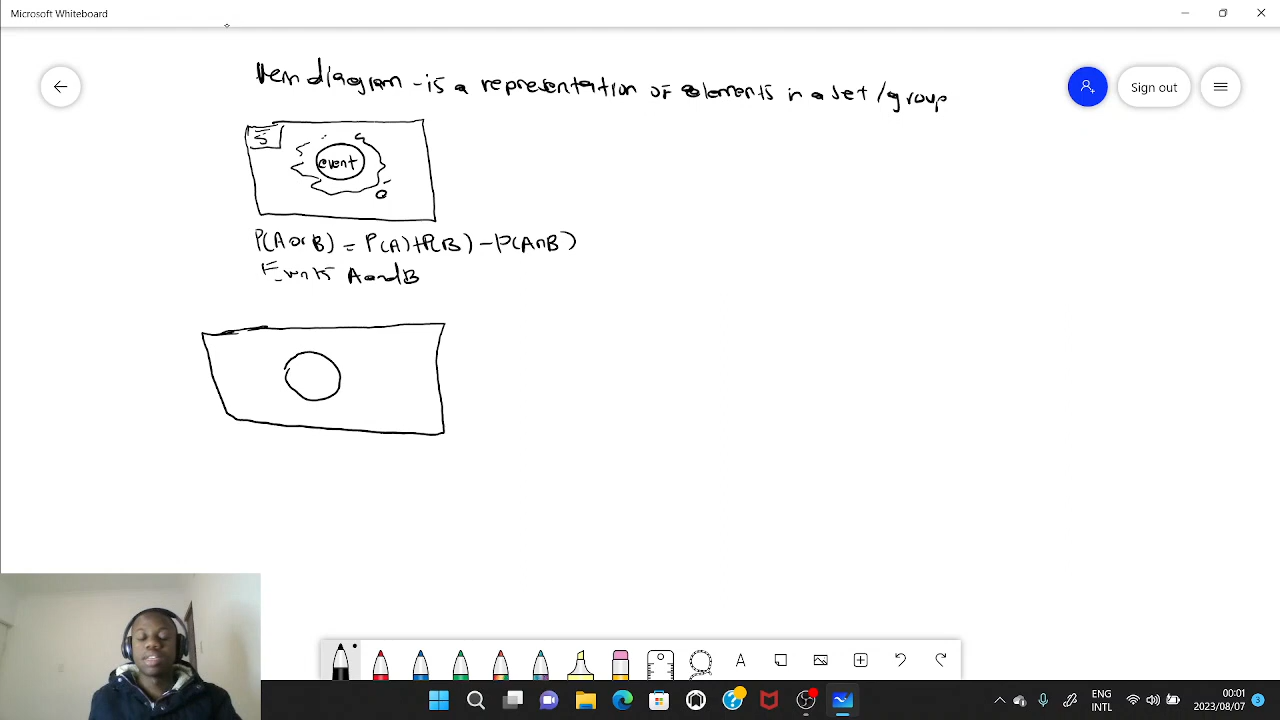 Microsoft Whiteboard
Venn diagram - is a representation of elements in a set / group
Sign out
S
event
P(A or B) = P(A) + P(B) - P(A∩B)
Events A and B
A
ENG
INTL
00:01
2023/08/07
3